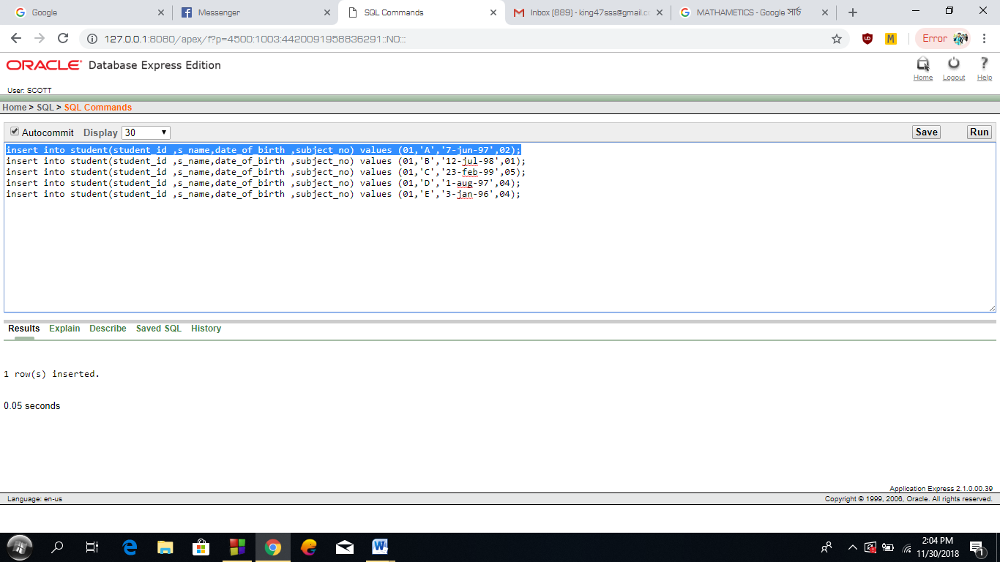 Google
Messenger
SQL Commands
Inbox (889) - king47sss@gmail.cc
MATHAMETICS - Google সার্চ
127.0.0.1:8080/apex/f?p=4500:1003:4420091958836291::NO:::
UD
M
Error
ORACLE® Database Express Edition
Home
Logout
? Help
User: SCOTT
Home > SQL > SQL Commands
Autocommit Display 30
Save
Run
insert into student(student_id ,s_name,date_of_birth ,subject_no) values (01,'A','7-jun-97',02);
insert into student(student_id ,s_name,date_of_birth ,subject_no) values (01,'B','12-jul-98',01);
insert into student(student_id ,s_name,date_of_birth ,subject_no) values (01,'C','23-feb-99',05);
insert into student(student_id ,s_name,date_of_birth ,subject_no) values (01,'D','1-aug-97',04);
insert into student(student_id ,s_name,date_of_birth ,subject_no) values (01,'E','3-jan-96',04);
Results Explain Describe Saved SQL History
1 row(s) inserted.
0.05 seconds
Application Express 2.1.0.00.39
Language: en-us
Copyright © 1999, 2006, Oracle. All rights reserved.
2:04 PM
11/30/2018
1